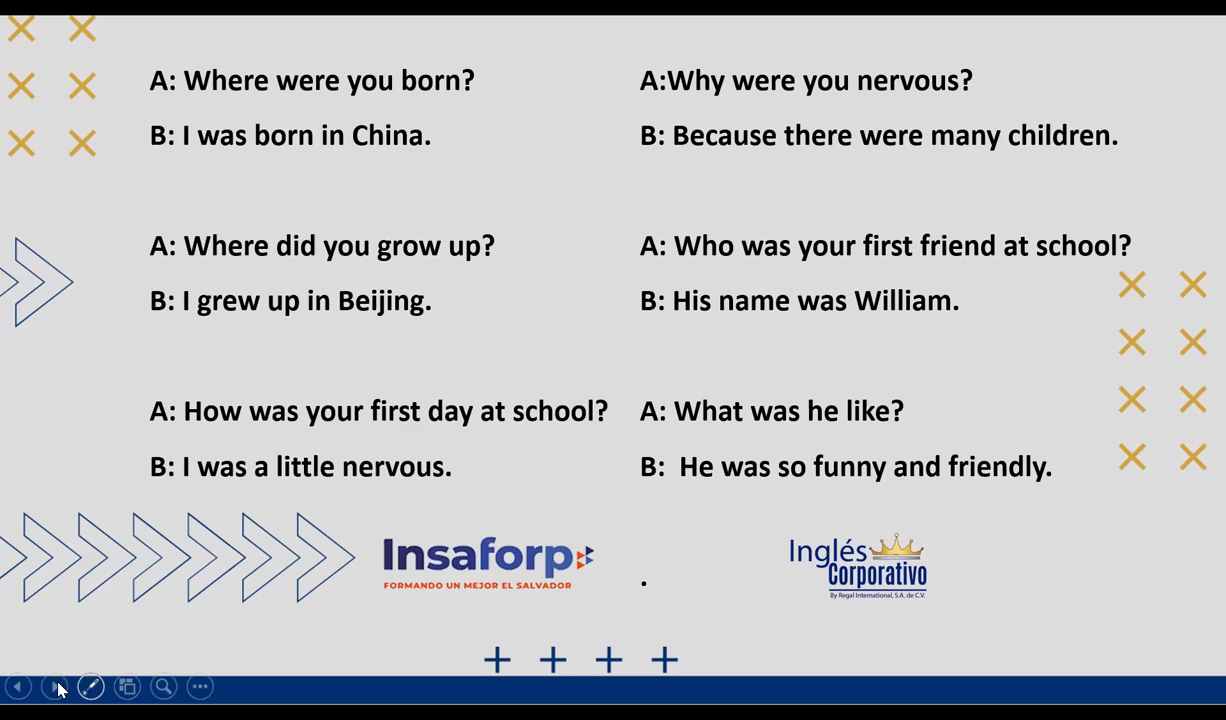 A: Where were you born?
B: I was born in China.
A: Where did you grow up?
B: I grew up in Beijing.
A: How was your first day at school?
B: I was a little nervous.
A:Why were you nervous?
B: Because there were many children.
A: Who was your first friend at school?
B: His name was William.
A: What was he like?
B: He was so funny and friendly.
Insaforp
FORMANDO UN MEJOR EL SALVADOR
.
Inglés
Corporativo
By Regal International, S.A. de C.V.